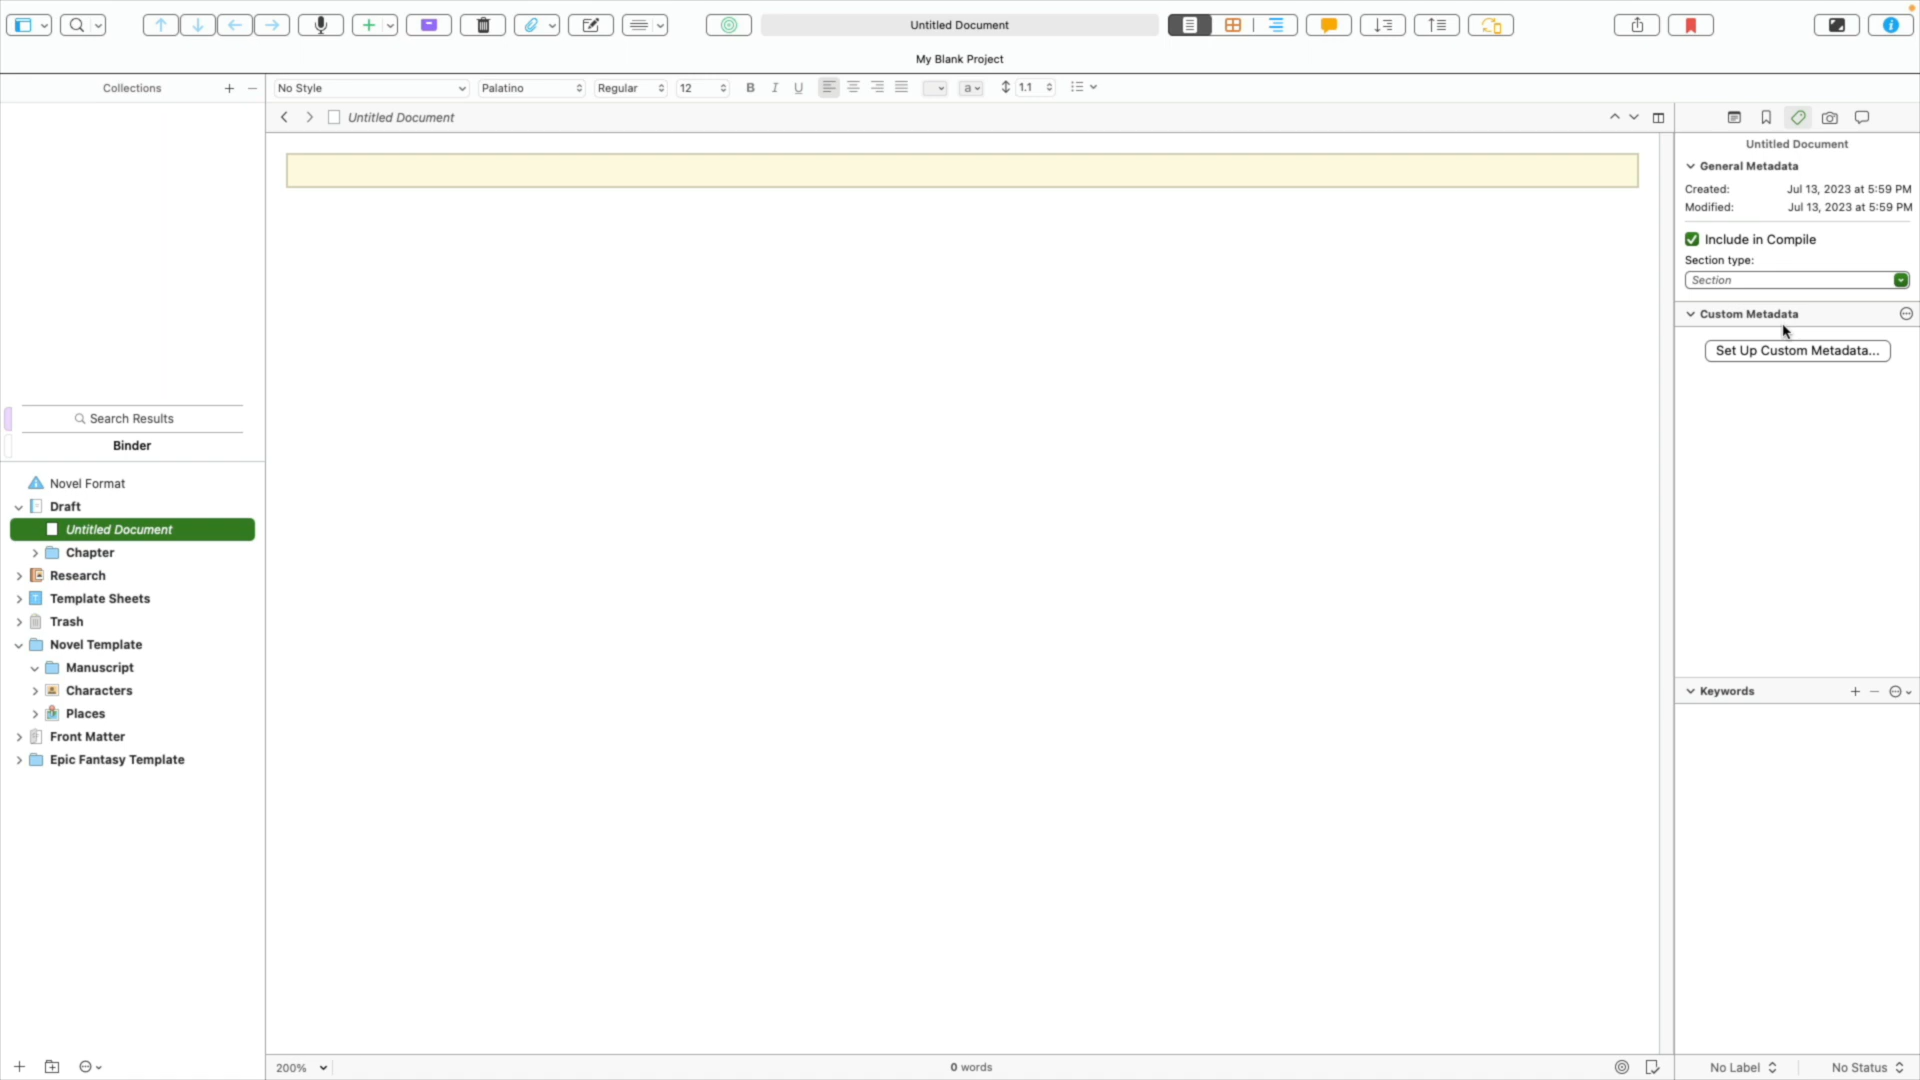 Untitled Document
My Blank Project
Collections
No Style
Palatino
Regular
12
B I U
a
1.1
Untitled Document
Untitled Document
General Metadata
Created: Jul 13, 2023 at 5:59 PM
Modified: Jul 13, 2023 at 5:59 PM
Include in Compile
Section type:
Section
Custom Metadata
Set Up Custom Metadata...
Search Results
Binder
Novel Format
Draft
Untitled Document
Chapter
Research
Template Sheets
Trash
Novel Template
Manuscript
Characters
Places
Front Matter
Epic Fantasy Template
Keywords
200%
0 words
No Label
No Status